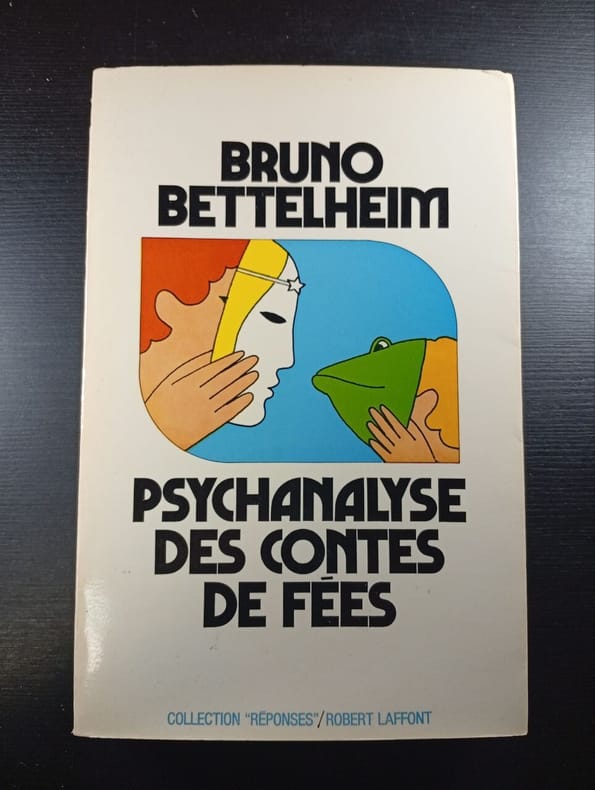 BRUNO
BETTELHEIM
PSYCHANALYSE
DES CONTES
DE FÉES
COLLECTION "RÉPONSES"/ROBERT LAFFONT